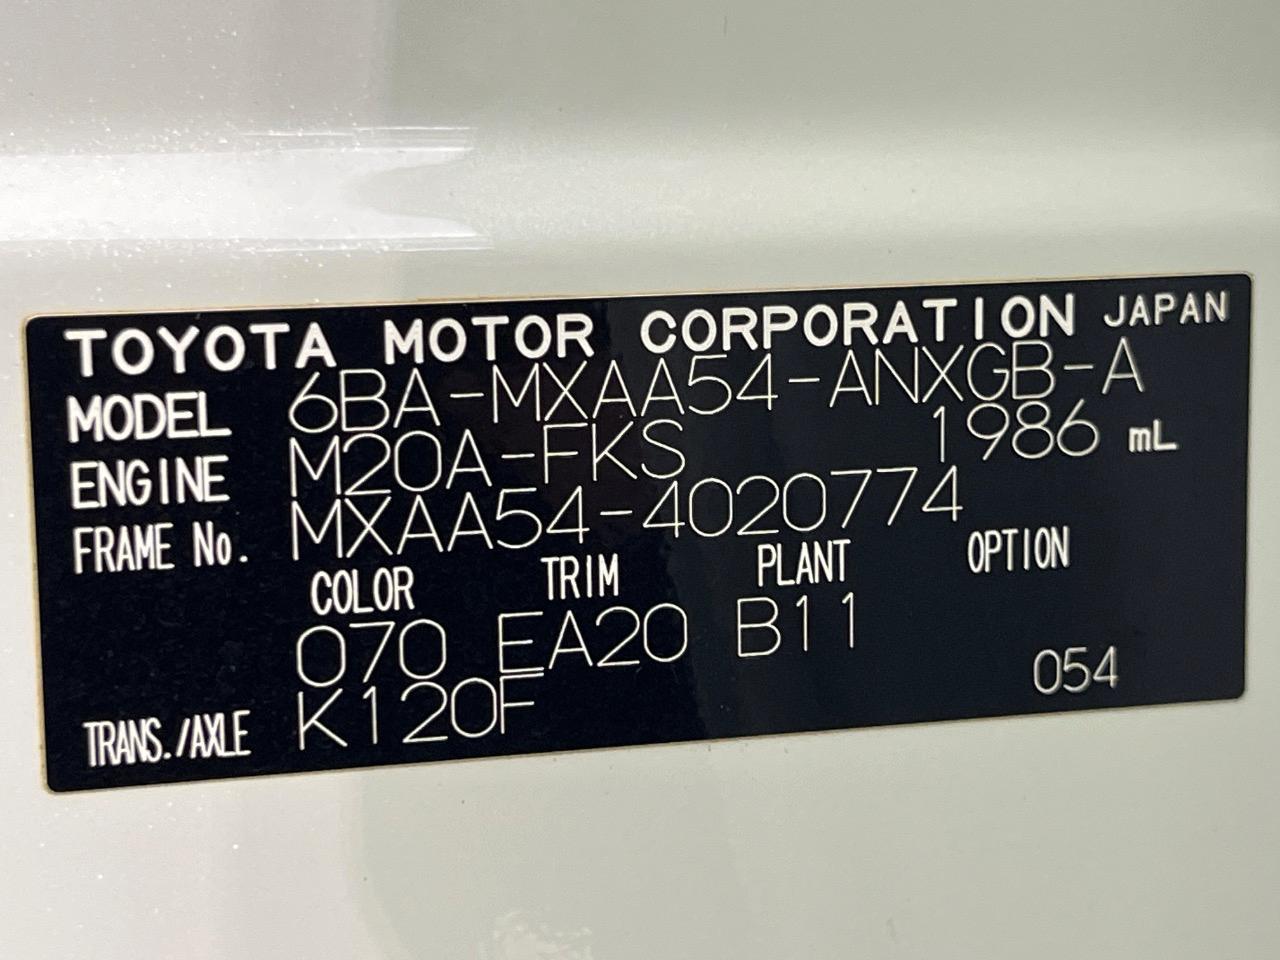 TOYOTA MOTOR CORPORATION JAPAN
MODEL 6BA-MXAA54-ANXGB-A
ENGINE M20A-FKS 1986 mL
FRAME No. MXAA54-4020774
COLOR TRIM PLANT OPTION
070 EA20 B11
TRANS./AXLE K120F 054